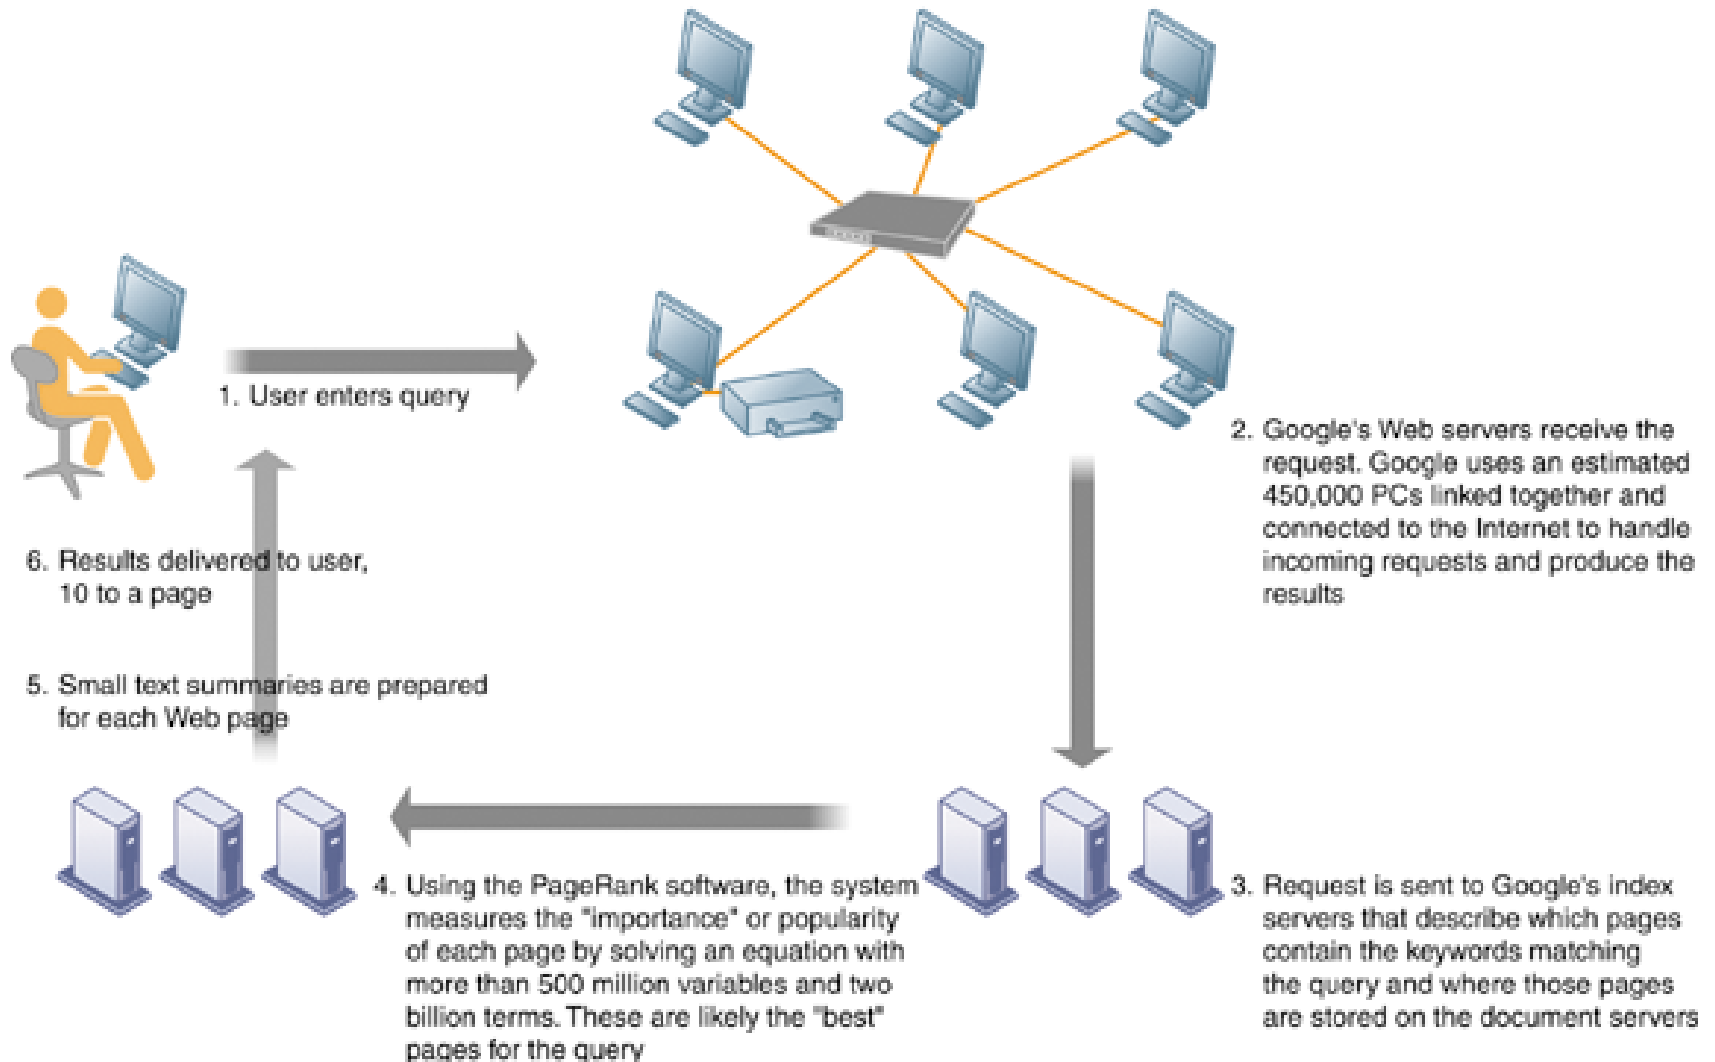 1. User enters query
2. Google's Web servers receive the
request. Google uses an estimated
450,000 PCs linked together and
connected to the Internet to handle
incoming requests and produce the
results
3. Request is sent to Google's index
servers that describe which pages
contain the keywords matching
the query and where those pages
are stored on the document servers
4. Using the PageRank software, the system
measures the "importance" or popularity
of each page by solving an equation with
more than 500 million variables and two
billion terms. These are likely the "best"
pages for the query
5. Small text summaries are prepared
for each Web page
6. Results delivered to user,
10 to a page